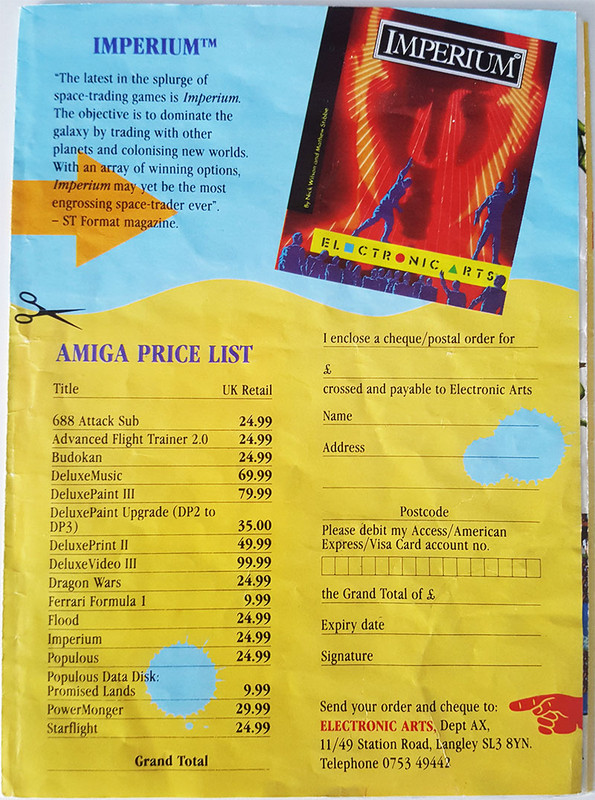 IMPERIUM™
"The latest in the splurge of
space-trading games is Imperium.
The objective is to dominate the
galaxy by trading with other
planets and colonising new worlds.
With an array of winning options,
Imperium may yet be the most
engrossing space-trader ever".
– ST Format magazine.
IMPERIUM
By Nick Wilson and Matthew Stibbe
ELECTRONIC ARTS
AMIGA PRICE LIST
Title UK Retail
688 Attack Sub 24.99
Advanced Flight Trainer 2.0 24.99
Budokan 24.99
DeluxeMusic 69.99
DeluxePaint III 79.99
DeluxePaint Upgrade (DP2 to
DP3) 35.00
DeluxePrint II 49.99
DeluxeVideo III 99.99
Dragon Wars 24.99
Ferrari Formula 1 9.99
Flood 24.99
Imperium 24.99
Populous 24.99
Populous Data Disk:
Promised Lands 9.99
PowerMonger 29.99
Starflight 24.99
Grand Total
I enclose a cheque/postal order for
£
crossed and payable to Electronic Arts
Name
Address
Postcode
Please debit my Access/American
Express/Visa Card account no.
the Grand Total of £
Expiry date
Signature
Send your order and cheque to:
ELECTRONIC ARTS, Dept AX,
11/49 Station Road, Langley SL3 8YN.
Telephone 0753 49442